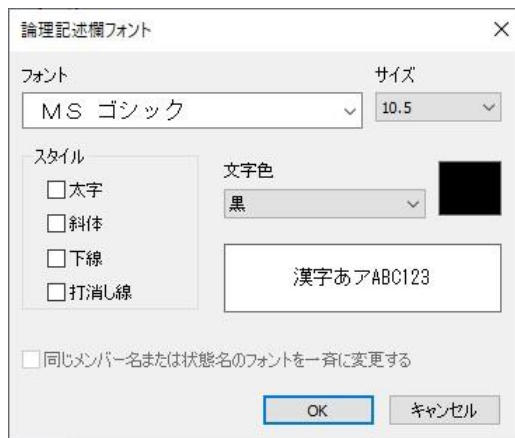 論理記述欄フォント
フォント
サイズ
MS ゴシック
10.5
スタイル
太字
斜体
下線
打消し線
文字色
黒
漢字あアABC123
同じメンバー名または状態名のフォントを一斉に変更する
OK
キャンセル